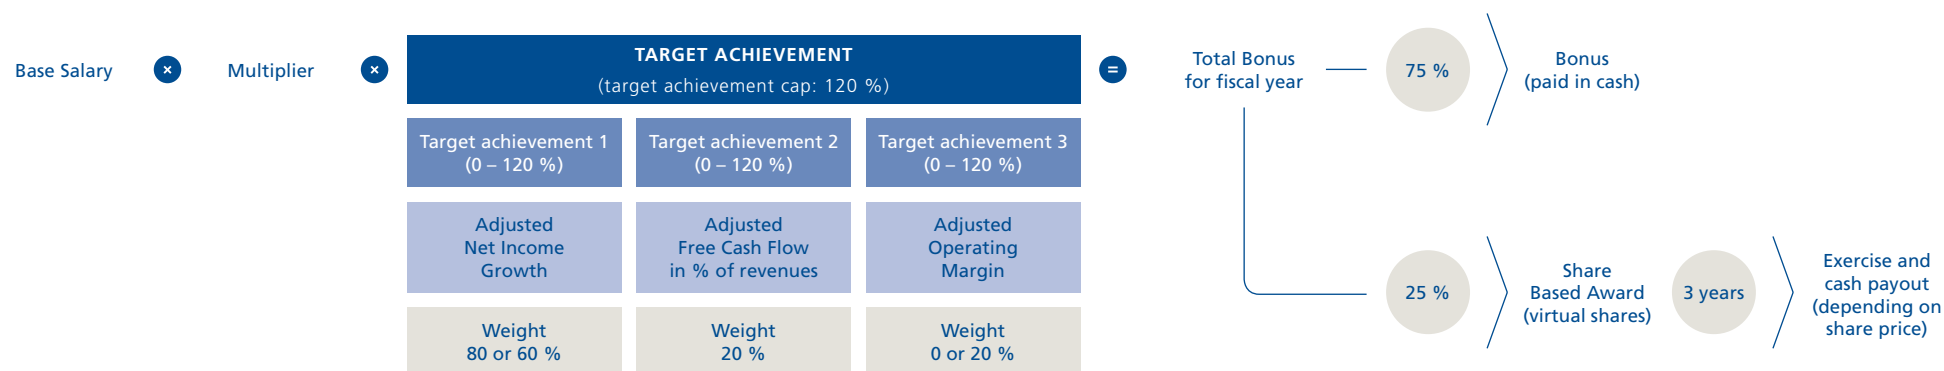 Base Salary
×
Multiplier
×
TARGET ACHIEVEMENT
(target achievement cap: 120 %)
=
Total Bonus
for fiscal year
75 %
Bonus
(paid in cash)
Target achievement 1
(0 – 120 %)
Target achievement 2
(0 – 120 %)
Target achievement 3
(0 – 120 %)
Adjusted
Net Income
Growth
Adjusted
Free Cash Flow
in % of revenues
Adjusted
Operating
Margin
Weight
80 or 60 %
Weight
20 %
Weight
0 or 20 %
25 %
Share
Based Award
(virtual shares)
3 years
Exercise and
cash payout
(depending on
share price)